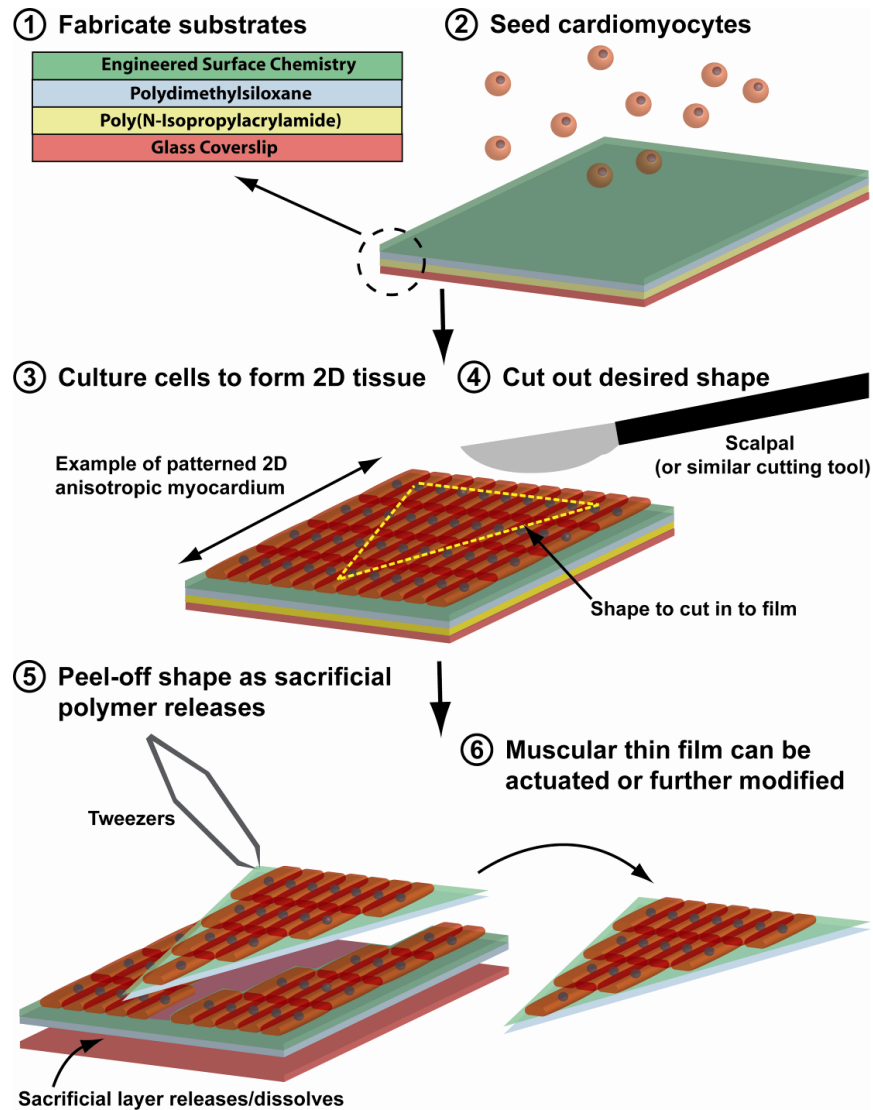 ① Fabricate substrates
Engineered Surface Chemistry
Polydimethylsiloxane
Poly(N-Isopropylacrylamide)
Glass Coverslip
② Seed cardiomyocytes
③ Culture cells to form 2D tissue
Example of patterned 2D
anisotropic myocardium
④ Cut out desired shape
Scalpal
(or similar cutting tool)
Shape to cut in to film
⑤ Peel-off shape as sacrificial
polymer releases
Tweezers
Sacrificial layer releases/dissolves
⑥ Muscular thin film can be
actuated or further modified